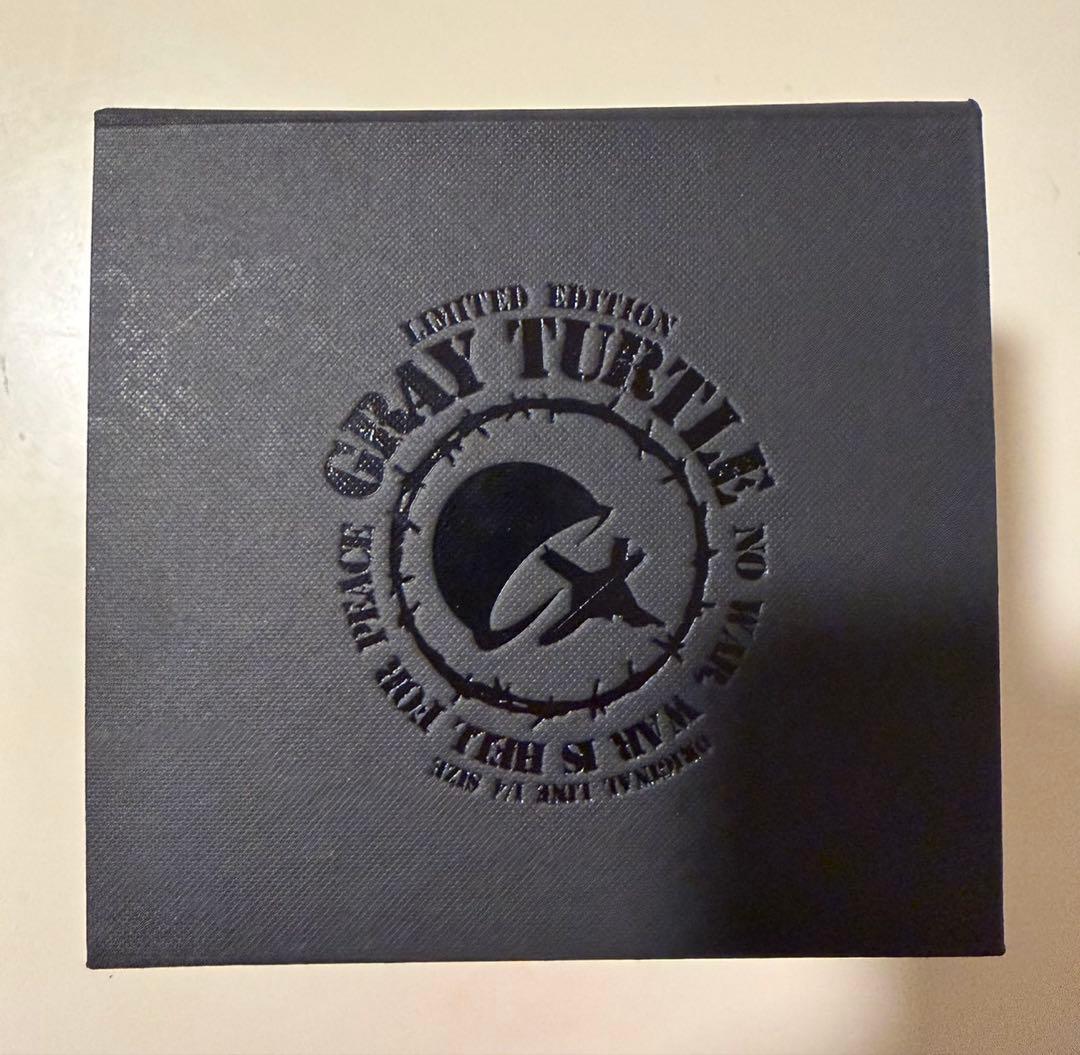 LIMITED EDITION
GRAY TURTLE
NO WAR, WAR IS HELL, FOR PEACE
ORIGINAL LINE 1/4 SIZE